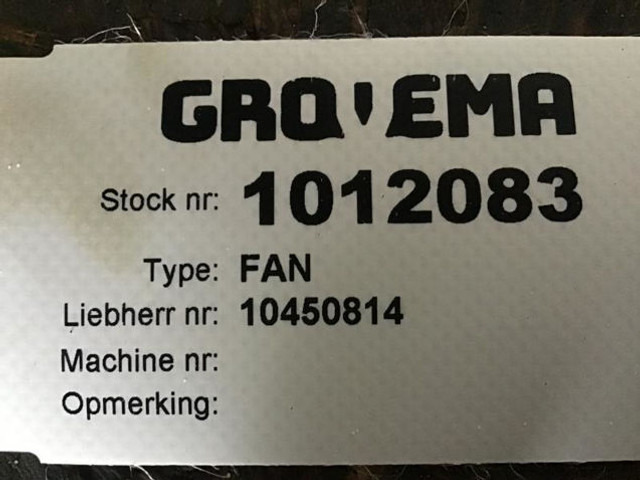 GRO'EMA
Stock nr: 1012083
Type: FAN
Liebherr nr: 10450814
Machine nr:
Opmerking: